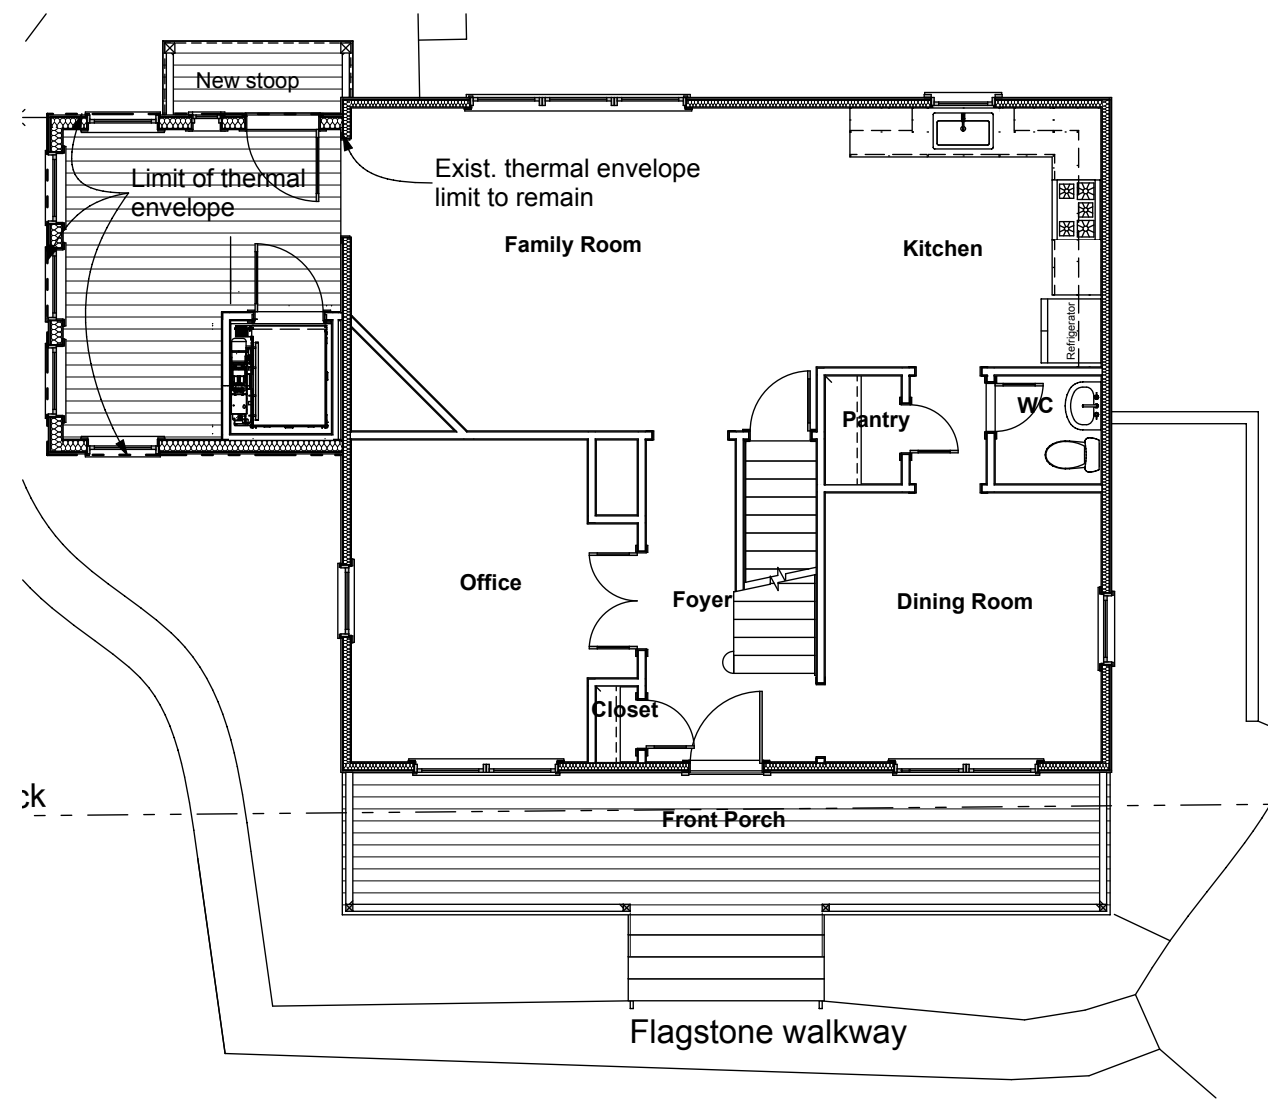 New stoop
Limit of thermal
envelope
Exist. thermal envelope
limit to remain
Family Room
Kitchen
Refrigerator
Pantry
WC
Office
Foyer
Dining Room
Closet
ck
Front Porch
Flagstone walkway